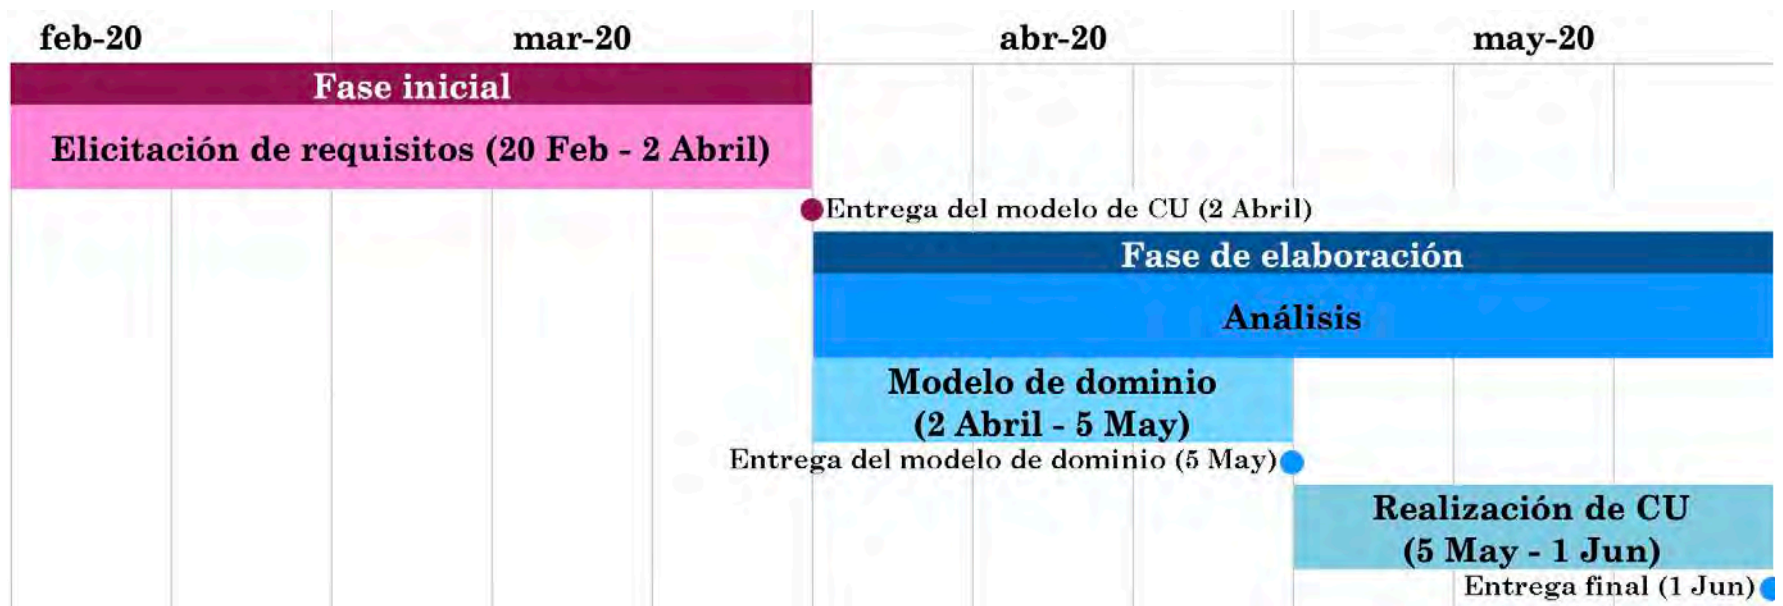 feb-20 mar-20 abr-20 may-20
Fase inicial
Elicitación de requisitos (20 Feb - 2 Abril)
Entrega del modelo de CU (2 Abril)
Fase de elaboración
Análisis
Modelo de dominio
(2 Abril - 5 May)
Entrega del modelo de dominio (5 May)
Realización de CU
(5 May - 1 Jun)
Entrega final (1 Jun)